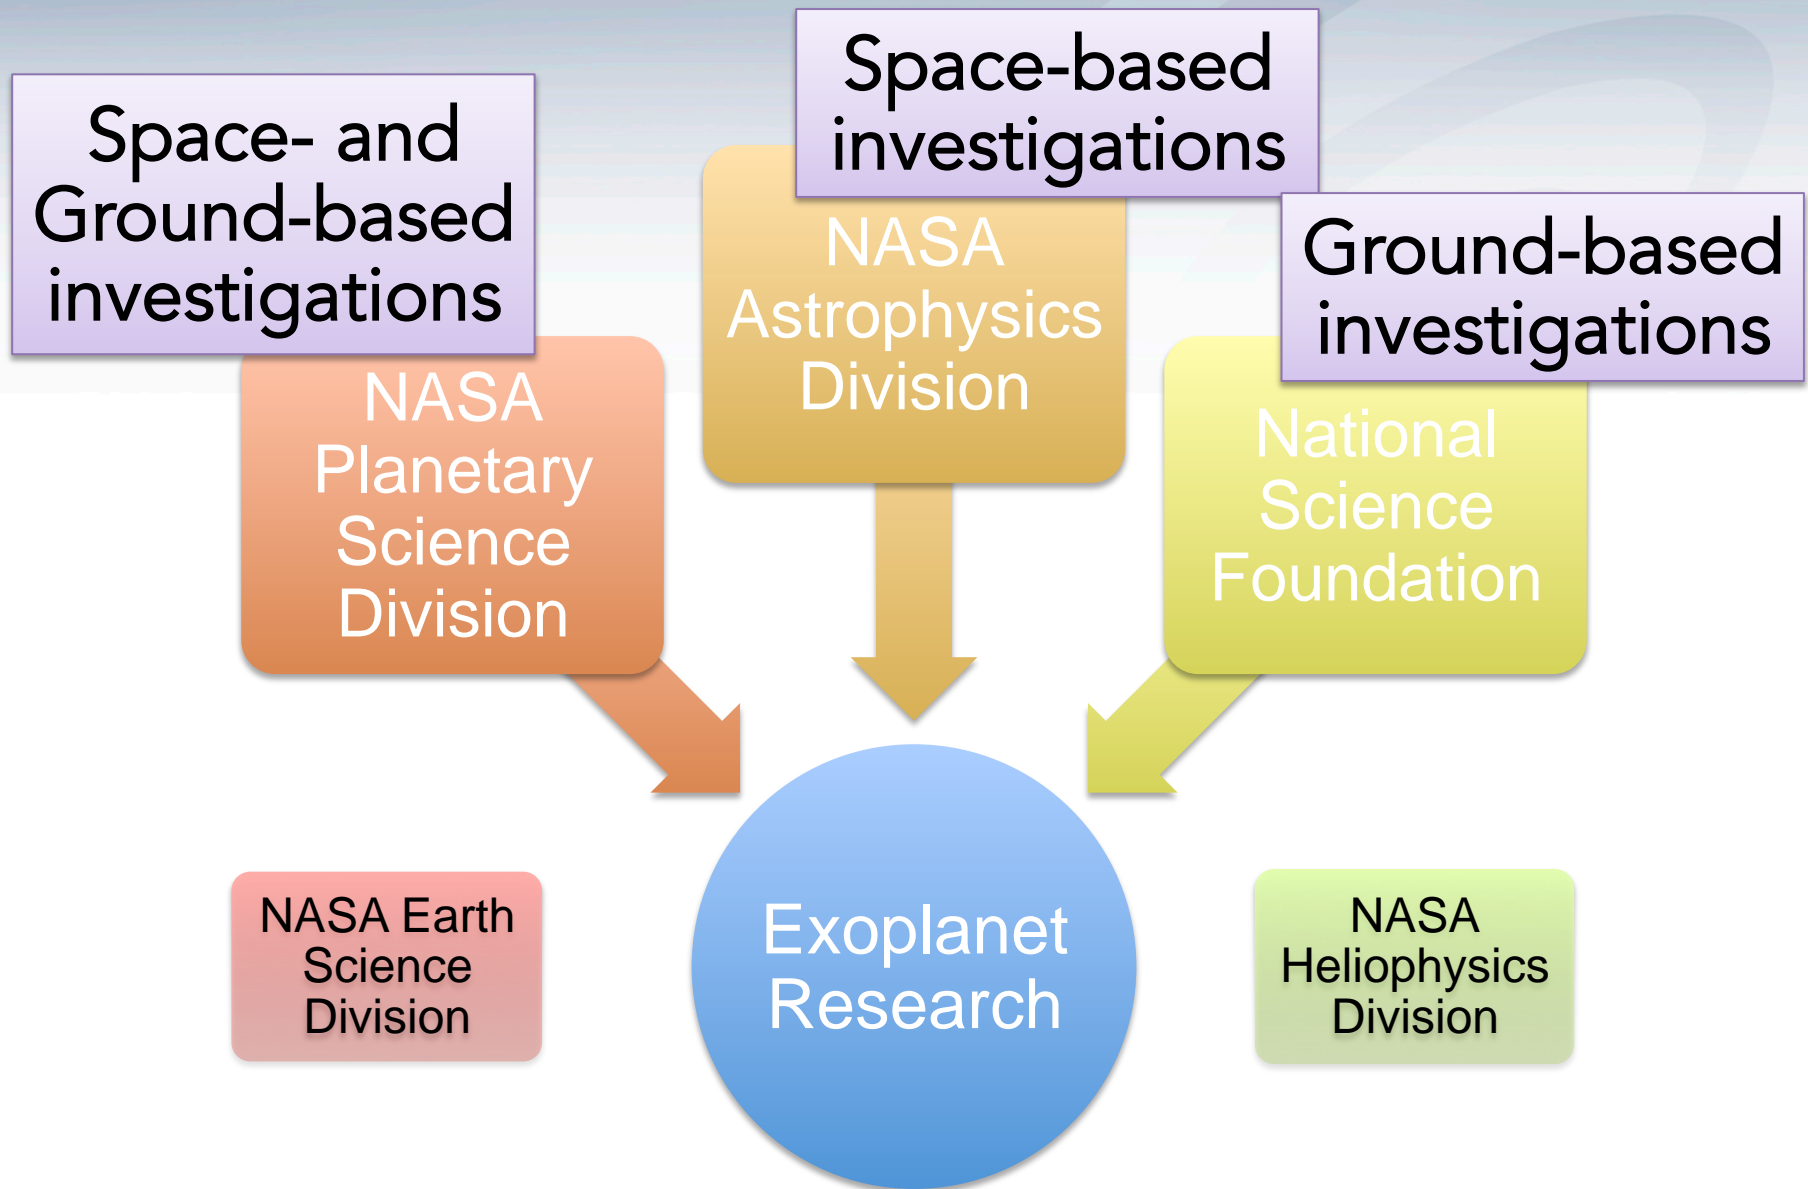 Space- and
Ground-based
investigations
Space-based
investigations
Ground-based
investigations
NASA
Planetary
Science
Division
NASA
Astrophysics
Division
National
Science
Foundation
NASA Earth
Science
Division
Exoplanet
Research
NASA
Heliophysics
Division